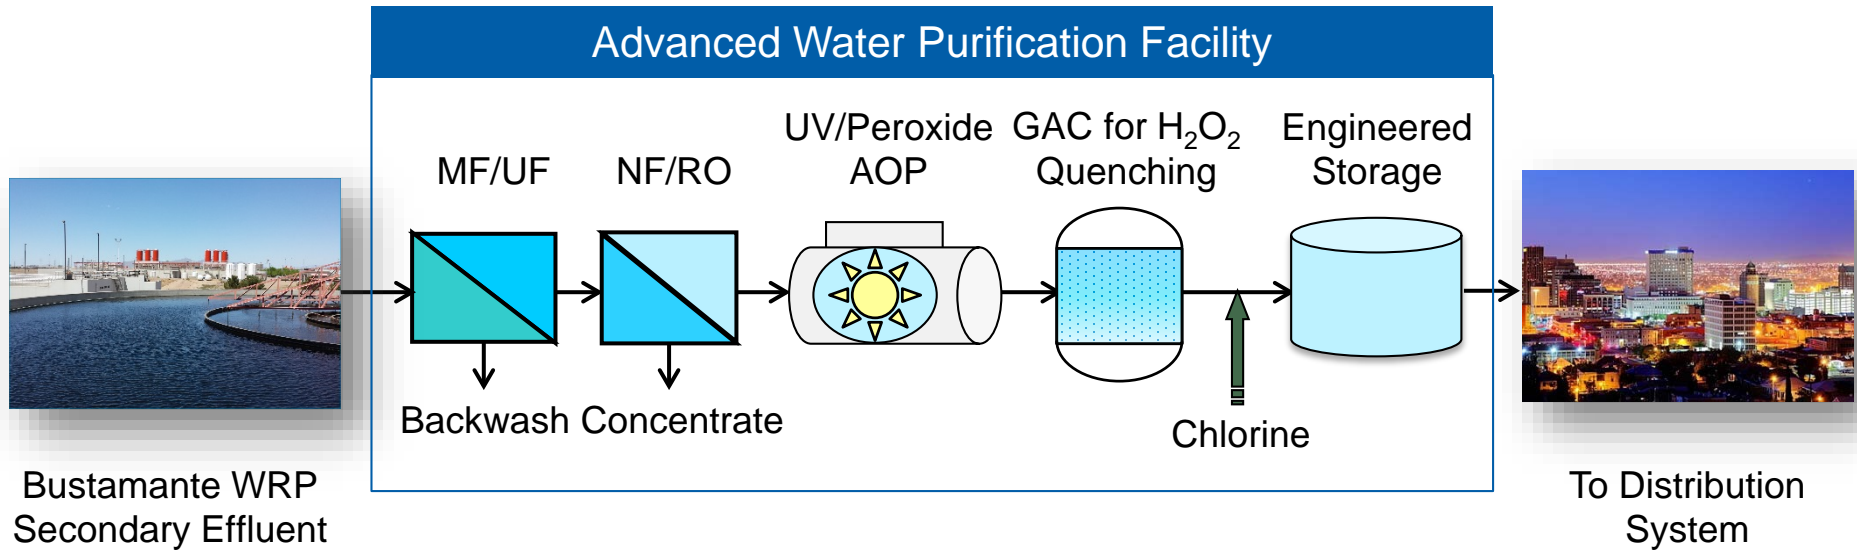 Advanced Water Purification Facility
MF/UF
NF/RO
UV/Peroxide
AOP
GAC for H₂O₂
Quenching
Engineered
Storage
Backwash
Concentrate
Chlorine
Bustamante WRP
Secondary Effluent
To Distribution
System